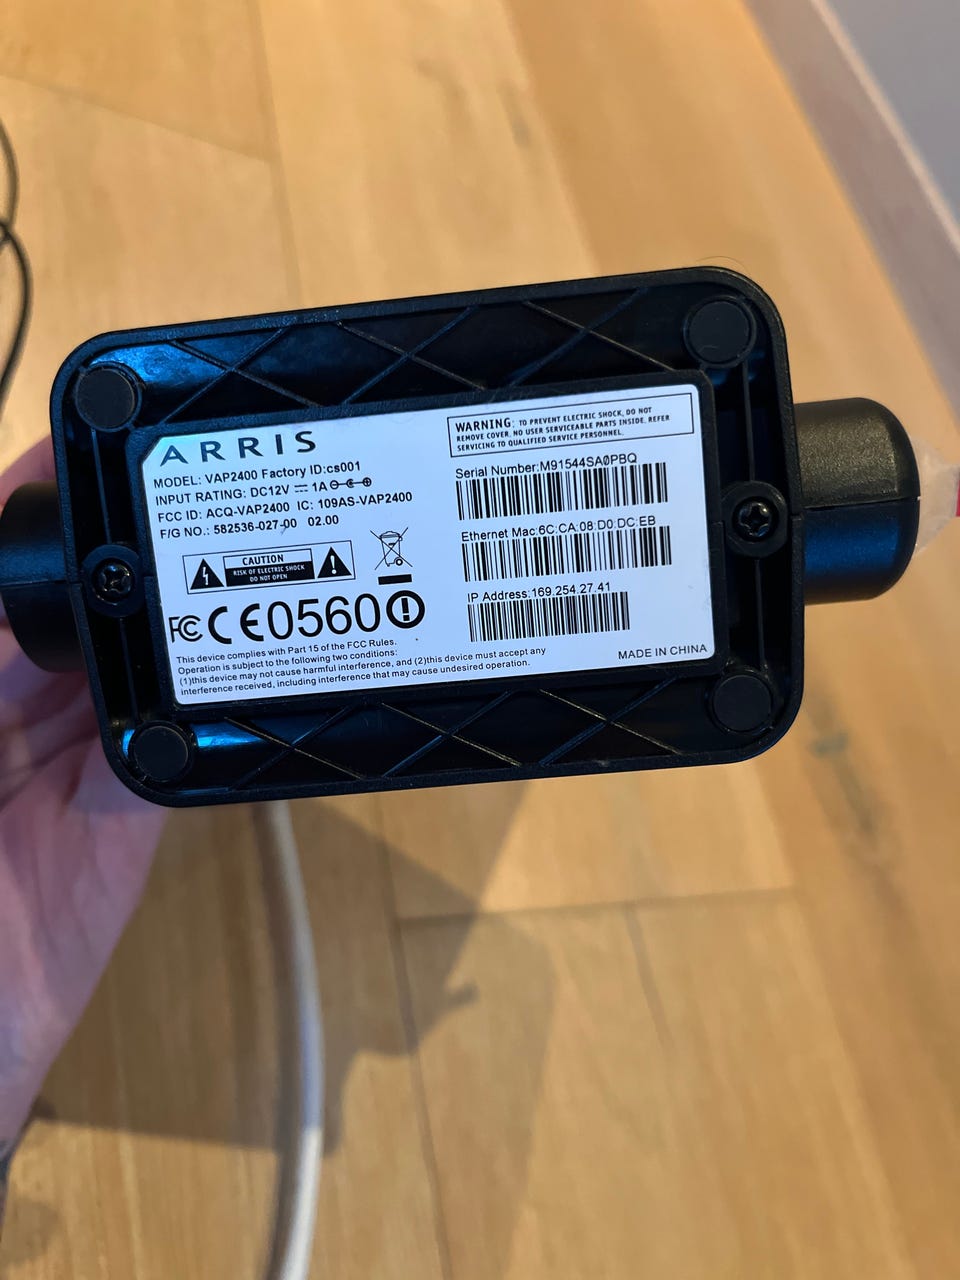 ARRIS
MODEL: VAP2400 Factory ID:cs001
INPUT RATING: DC12V ⎓ 1A
FCC ID: ACQ-VAP2400 IC: 109AS-VAP2400
F/G NO.: 582536-027-00 02.00
CAUTION
RISK OF ELECTRIC SHOCK
DO NOT OPEN
FC CE0560
This device complies with Part 15 of the FCC Rules.
Operation is subject to the following two conditions:
(1)this device may not cause harmful interference, and (2)this device must accept any
interference received, including interference that may cause undesired operation.
WARNING: TO PREVENT ELECTRIC SHOCK, DO NOT
REMOVE COVER. NO USER SERVICEABLE PARTS INSIDE. REFER
SERVICING TO QUALIFIED SERVICE PERSONNEL.
Serial Number:M91544SA0PBQ
Ethernet Mac:6C:CA:08:D0:DC:EB
IP Address:169.254.27.41
MADE IN CHINA